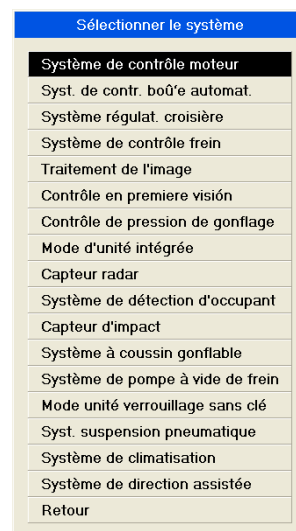 Sélectionner le système
Système de contrôle moteur
Syst. de contr. boû‘e automat.
Système régulat. croisière
Système de contrôle frein
Traitement de l'image
Contrôle en premiere visión
Contrôle de pression de gonflage
Mode d'unité intégrée
Capteur radar
Système de détection d'occupant
Capteur d'impact
Système à coussin gonflable
Système de pompe à vide de frein
Mode unité verrouillage sans clé
Syst. suspension pneumatique
Système de climatisation
Système de direction assistée
Retour